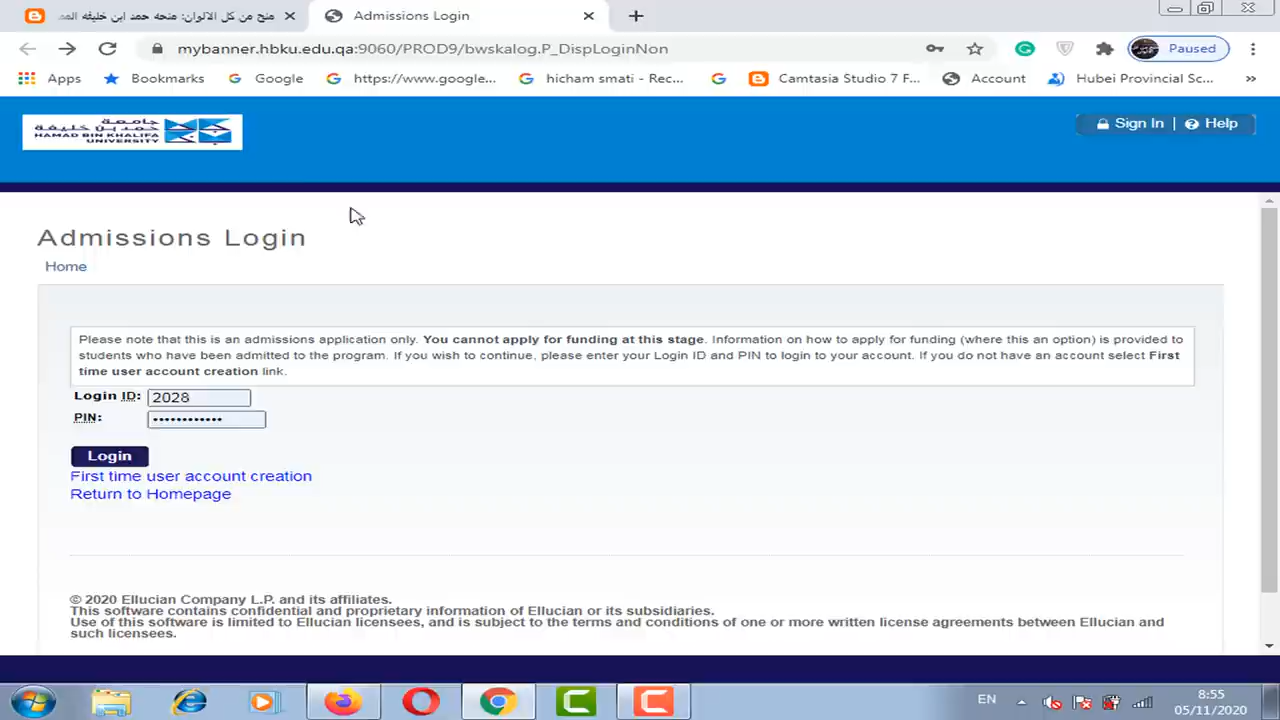 منح من كل الالوان: منحه حمد ابن خليفه
Admissions Login
mybanner.hbku.edu.qa:9060/PROD9/bwskalog.P_DispLoginNon
Paused
Apps
Bookmarks
Google
https://www.google...
hicham smati - Rec...
Camtasia Studio 7 F...
Account
Hubei Provincial Sc...
»
جامعة
حمد بن خليفة
HAMAD BIN KHALIFA
UNIVERSITY
Sign In | Help
Admissions Login
Home
Please note that this is an admissions application only. You cannot apply for funding at this stage. Information on how to apply for funding (where this an option) is provided to
students who have been admitted to the program. If you wish to continue, please enter your Login ID and PIN to login to your account. If you do not have an account select First
time user account creation link.
Login ID: 2028
PIN: ••••••••••••
Login
First time user account creation
Return to Homepage
© 2020 Ellucian Company L.P. and its affiliates.
This software contains confidential and proprietary information of Ellucian or its subsidiaries.
Use of this software is limited to Ellucian licensees, and is subject to the terms and conditions of one or more written license agreements between Ellucian and
such licensees.
EN
8:55
05/11/2020